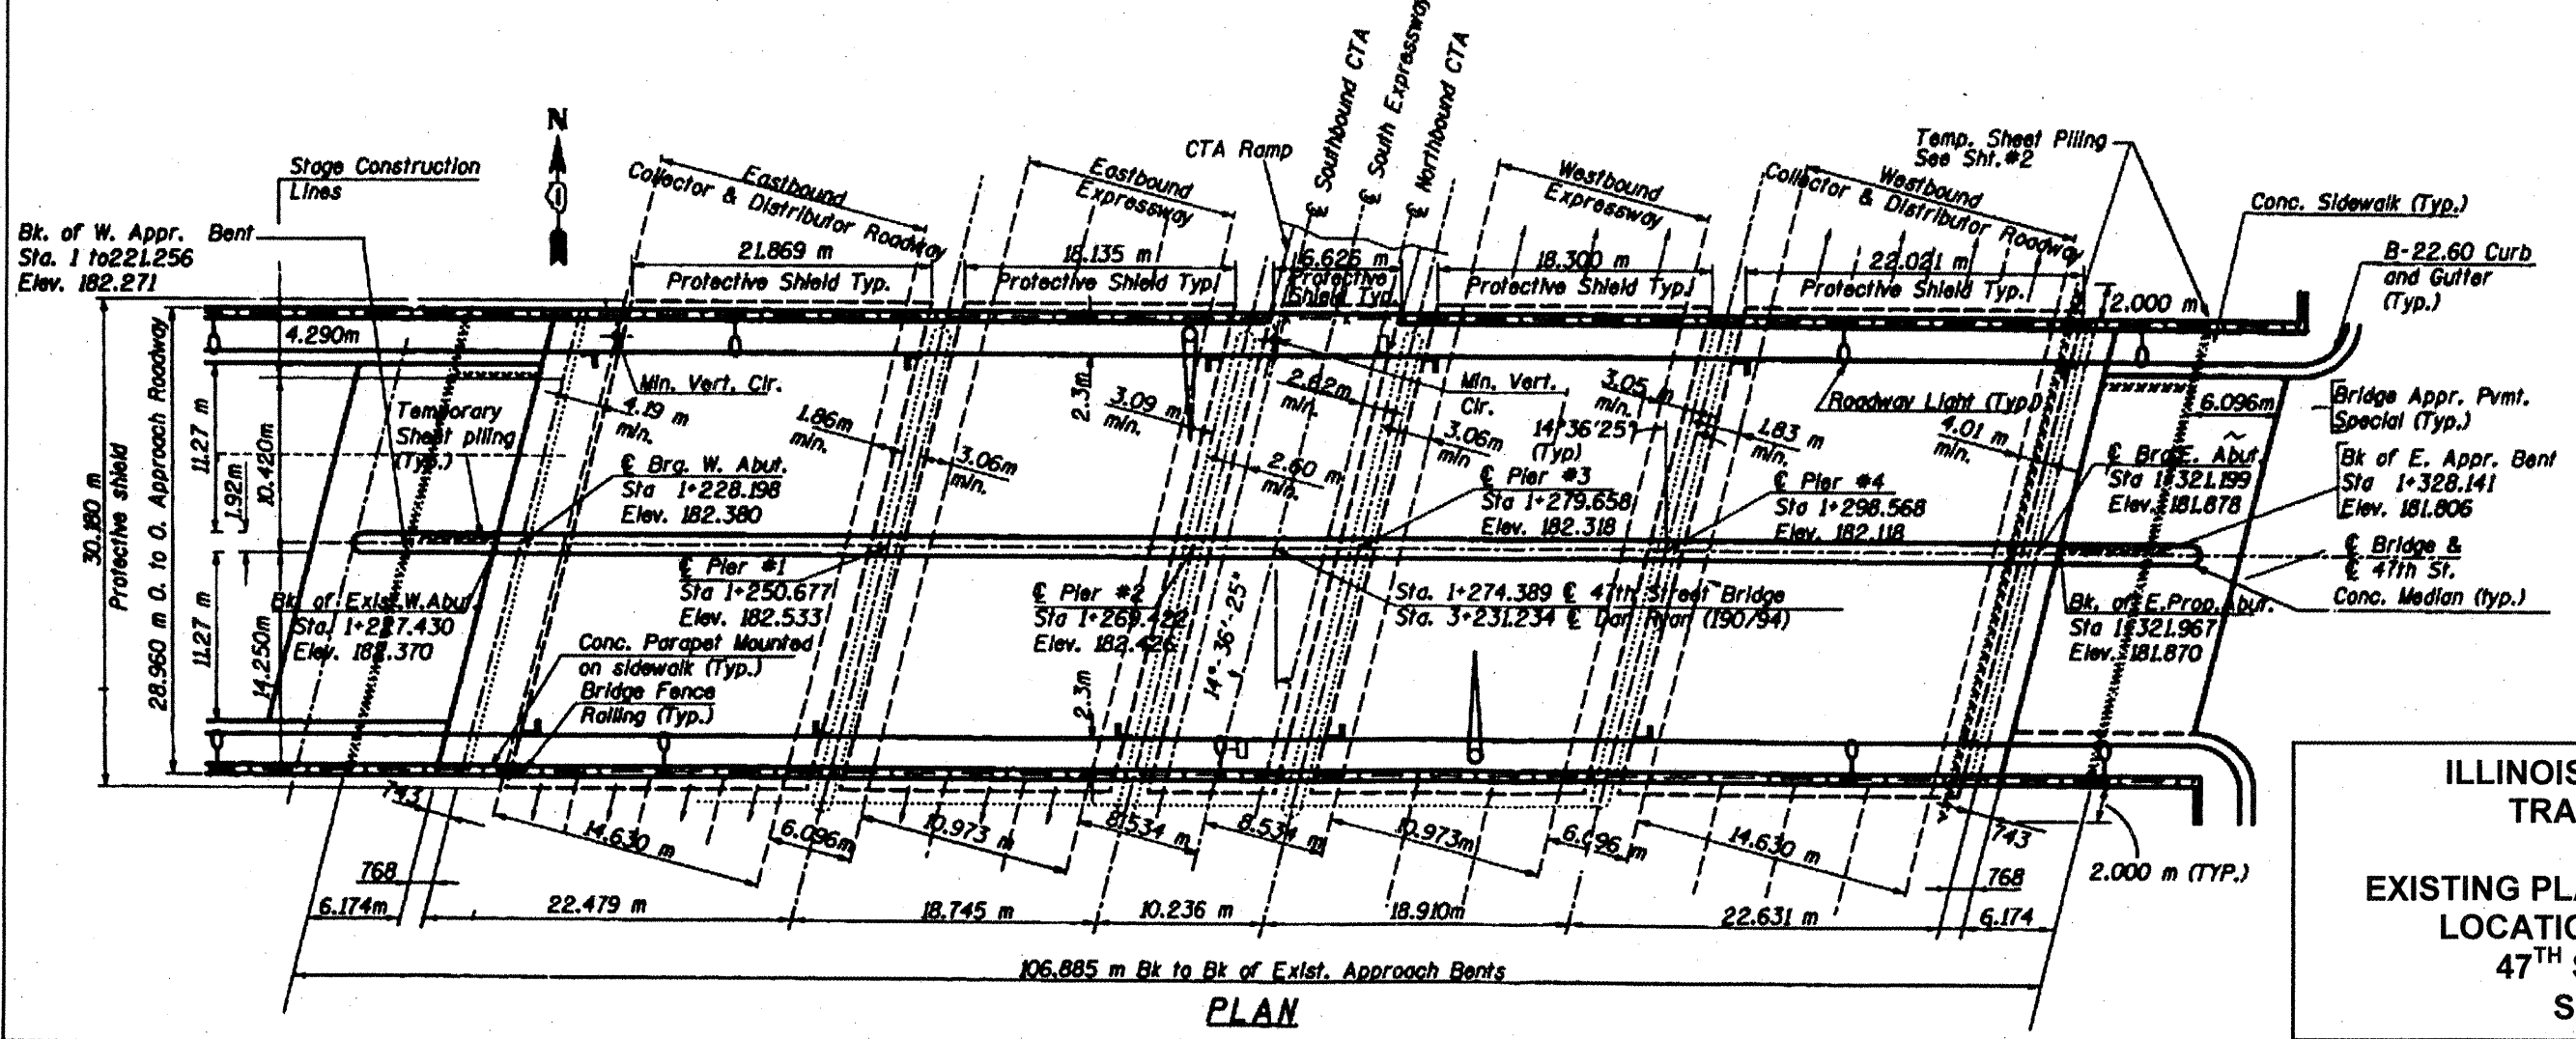 Southbound CTA
South Expressway
Northbound CTA
N
CTA Ramp
Temp. Sheet Piling
See Sht.#2
Stage Construction
Lines
Eastbound
Collector & Distributor Roadway
Eastbound
Expressway
Westbound
Expressway
Westbound
Collector & Distributor Roadway
Conc. Sidewalk (Typ.)
Bk. of W. Appr. Bent
Sta. 1 to221.256
Elev. 182.271
B-22.60 Curb
and Gutter
(Typ.)
21.869 m
Protective Shield Typ.
18.135 m
Protective Shield Typ.
6.626 m
Protective
Shield Typ.
18.300 m
Protective Shield Typ.
22.021 m
Protective Shield Typ.
2.000 m
4.290m
Min. Vert. Clr.
4.19 m
min.
1.86m
min.
3.06m
min.
2.3m
3.09 m
min.
2.62m
min.
2.60 m
min.
Min. Vert.
Clr.
3.06m
min
14°36'25"
(Typ)
3.05 m
min.
1.83 m
min.
Roadway Light (Typ.)
4.01 m
min.
6.096m
Bridge Appr. Pvmt.
Special (Typ.)
30.180 m
Protective shield
28.960 m O. to O. Approach Roadway
11.27 m
1.92m
10.420m
11.27 m
14.250m
Temporary
Sheet piling
(Typ.)
℄ Brg. W. Abut.
Sta 1+228.198
Elev. 182.380
℄ Pier #3
Sta 1+279.658
Elev. 182.318
℄ Pier #4
Sta 1+298.568
Elev. 182.118
℄ Brg E. Abut.
Sta 1+321.199
Elev. 181.878
Bk of E. Appr. Bent
Sta 1+328.141
Elev. 181.806
℄ Bridge &
℄ 47th St.
Conc. Median (typ.)
℄ Pier #1
Sta 1+250.677
Elev. 182.533
℄ Pier #2
Sta 1+269.422
Elev. 182.426
14°-36'-25"
Sta. 1+274.389 ℄ 47th Street Bridge
Sta. 3+231.234 ℄ Dan Ryan (190/94)
Bk. of Exist. W. Abut.
Sta. 1+227.430
Elev. 182.370
Bk. of E. Prop. Abut.
Sta 1+321.967
Elev. 181.870
Conc. Parapet Mounted
on sidewalk (Typ.)
Bridge Fence
Railing (Typ.)
2.3m
743
14.630 m
6.096m
10.973 m
8.534 m
8.534 m
10.973m
6.096 m
14.630 m
743
2.000 m (TYP.)
768
768
6.174m
22.479 m
18.745 m
10.236 m
18.910m
22.631 m
6.174
106.885 m Bk to Bk of Exist. Approach Bents
PLAN
ILLINOIS
TRA
EXISTING PLA
LOCATIO
47TH S
S